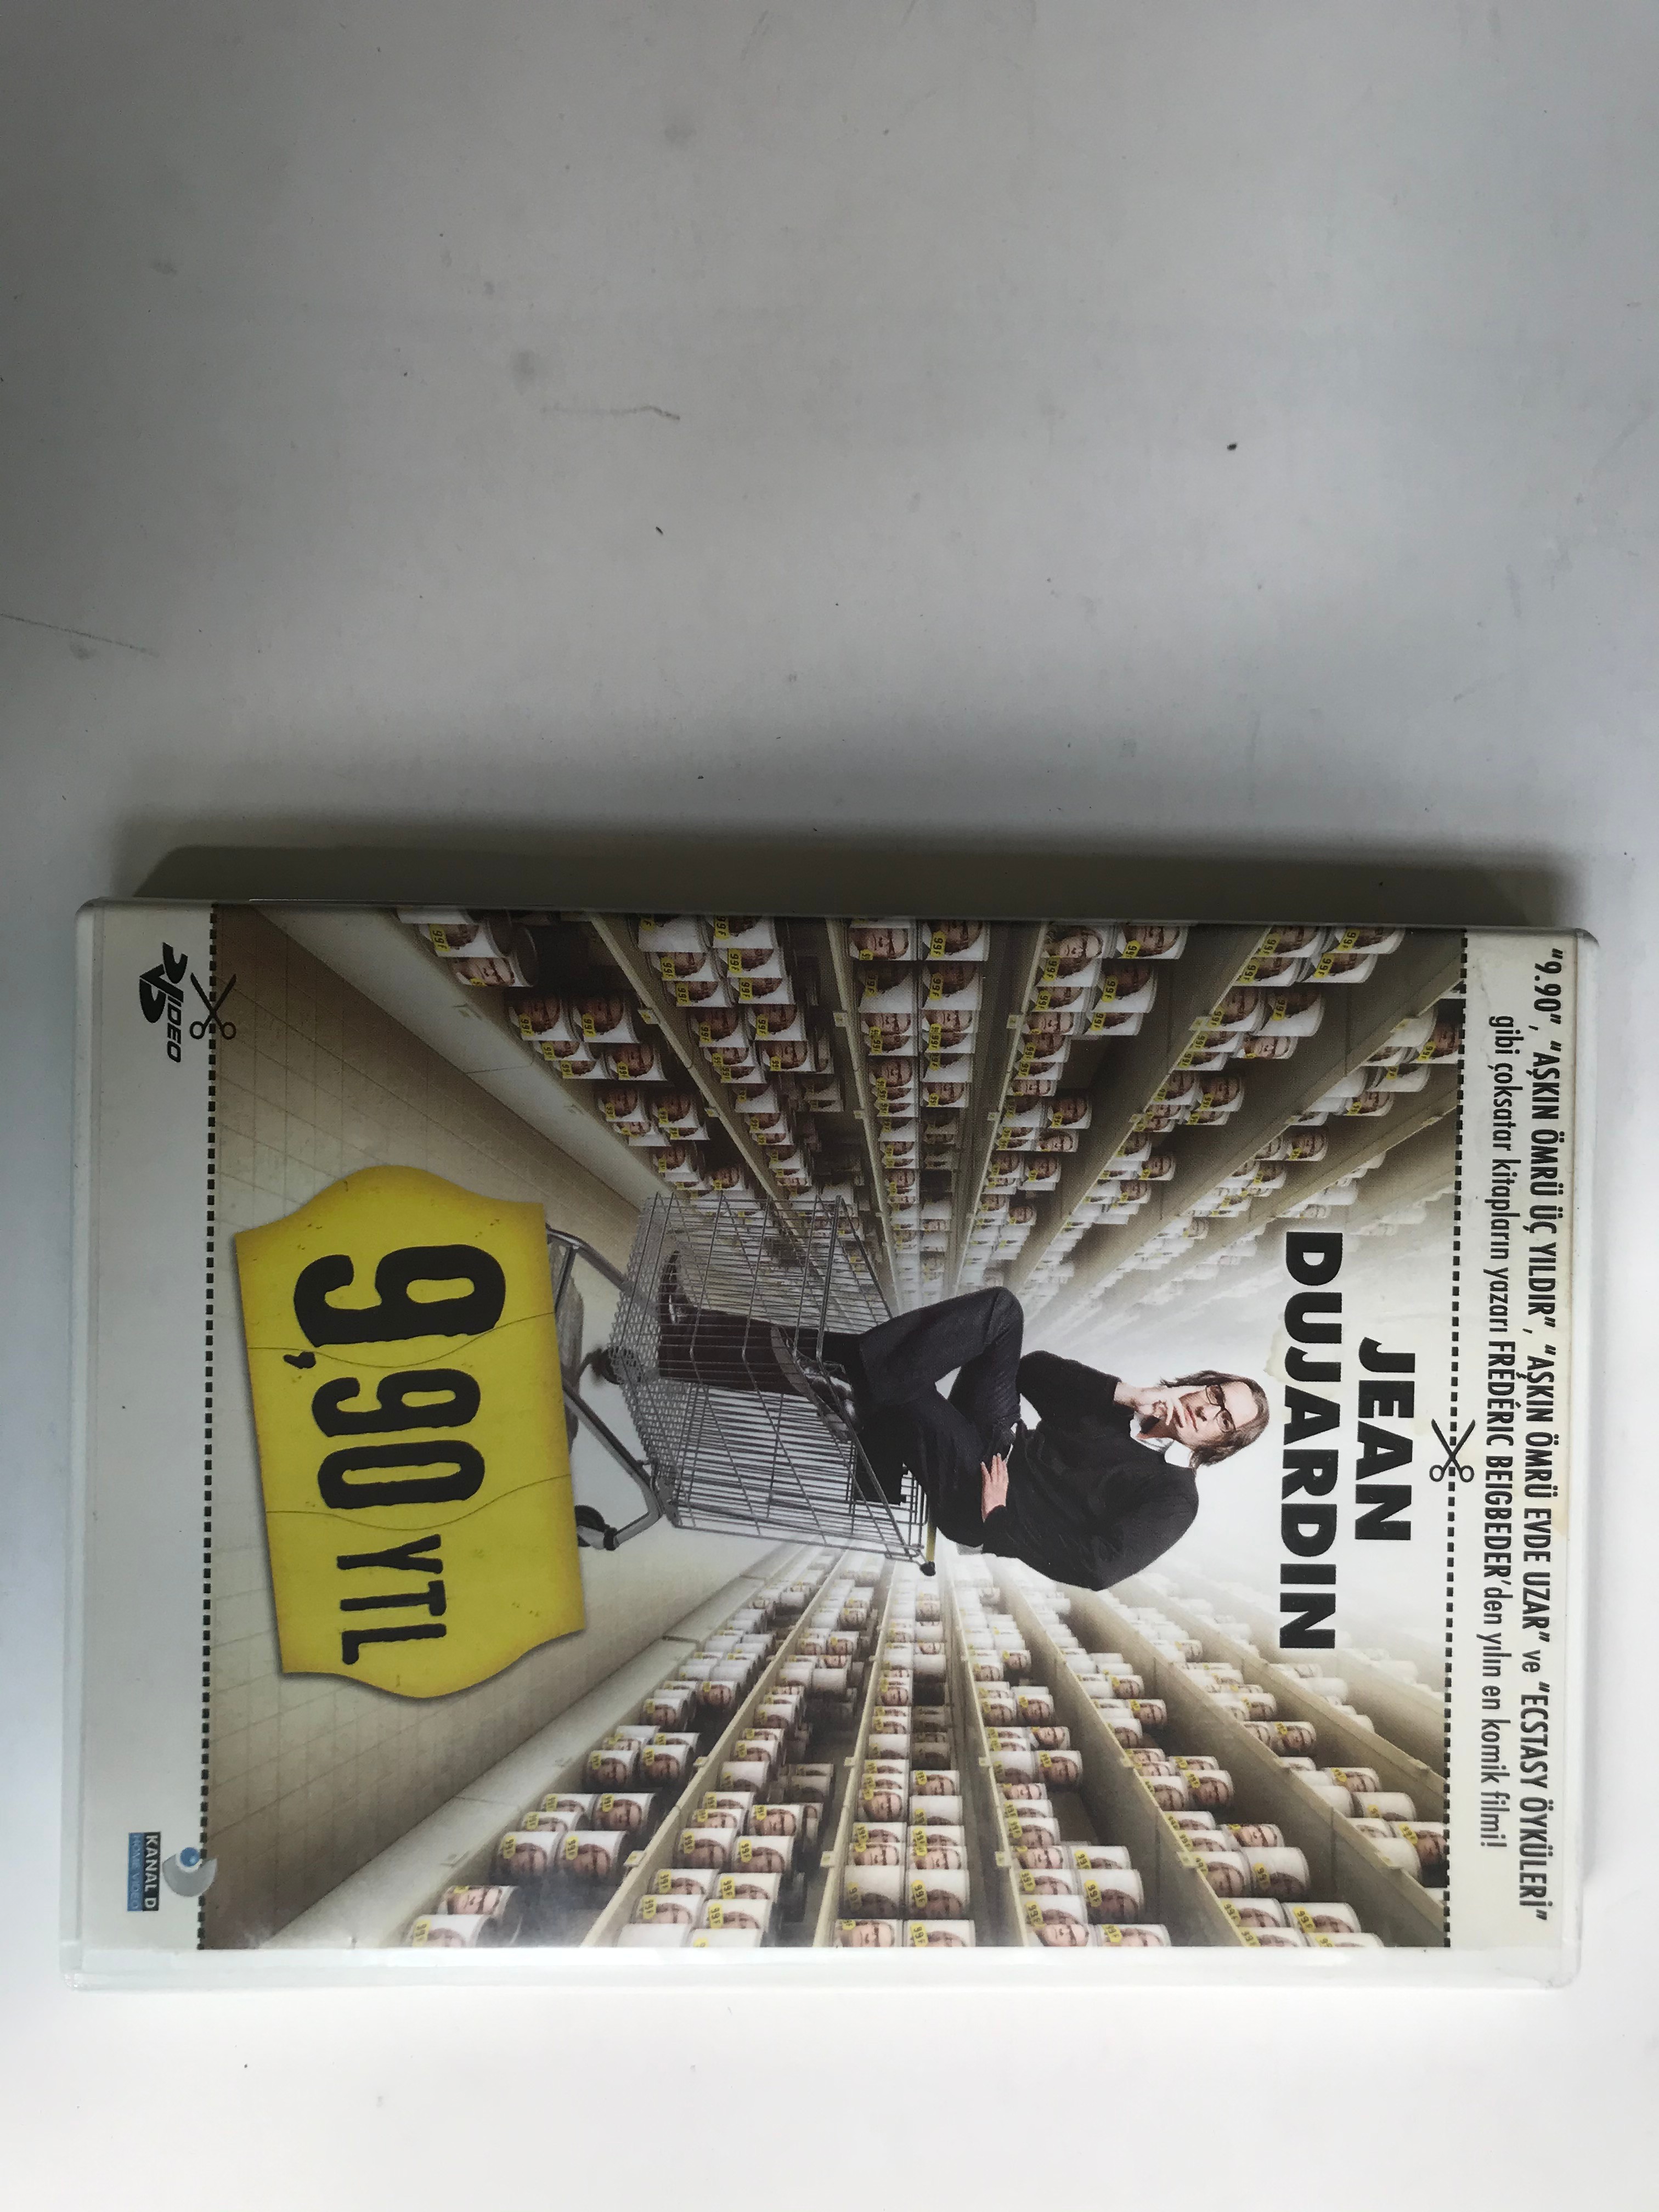 "9.90", "AŞKIN ÖMRÜ ÜÇ YILDIR", "AŞKIN ÖMRÜ EVDE UZAR" ve "ECSTASY ÖYKÜLERİ"
gibi çoksatar kitapların yazarı FRÉDÉRIC BEIGBEDER'den yılın en komik filmi!
JEAN
DUJARDIN
9,90 YTL
VIDEO
KANAL D
HOME VIDEO